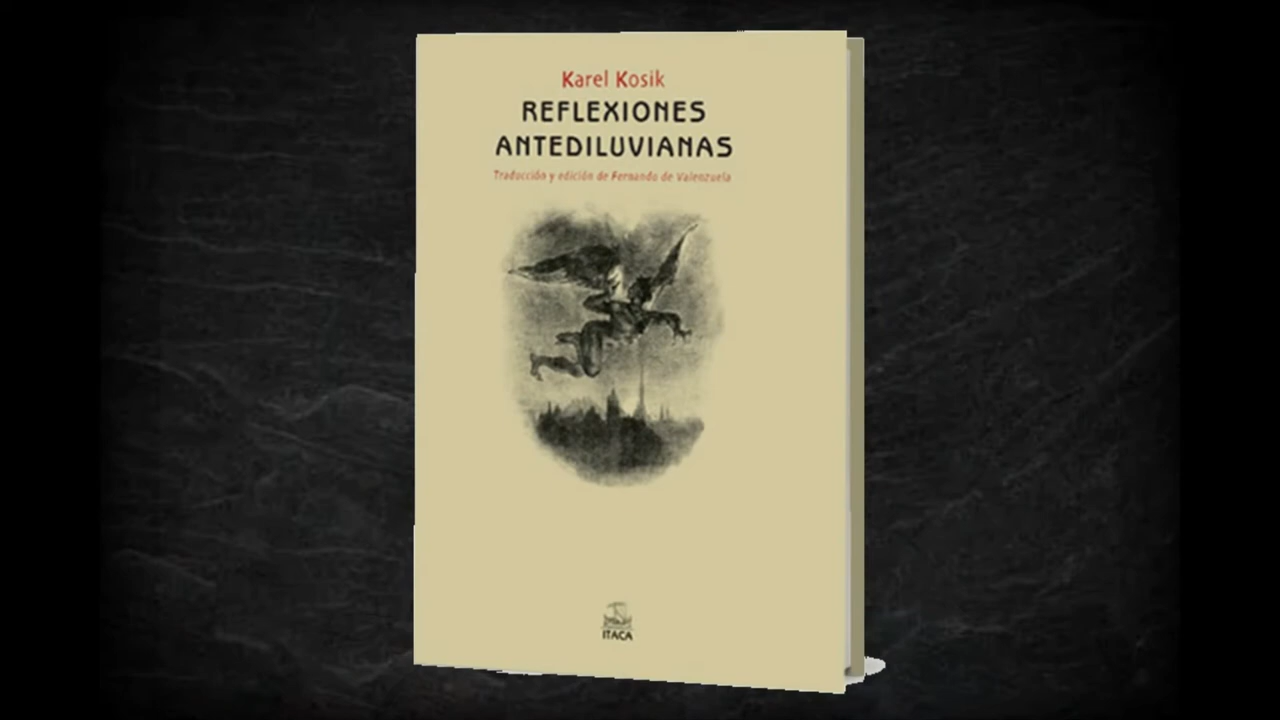 Karel Kosik
REFLEXIONES
ANTEDILUVIANAS
Traducción y edición de Fernando de Valenzuela
ITACA